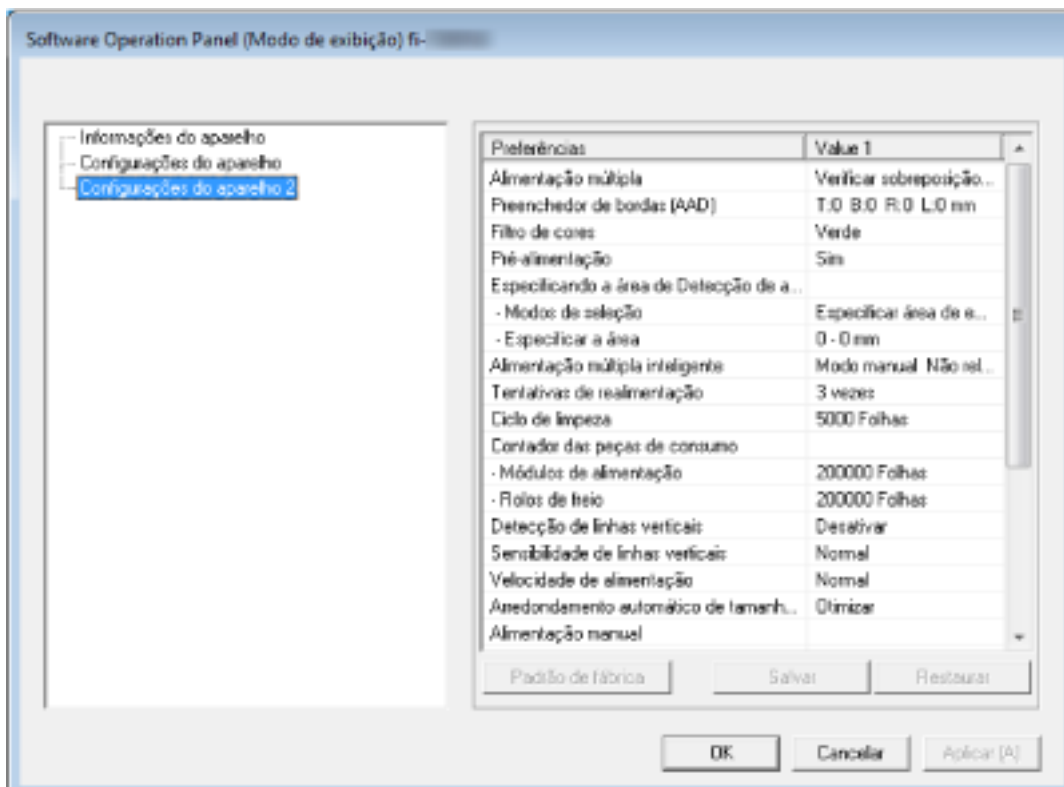 Software Operation Panel (Modo de exibição) fi-
Informações do aparelho
Configurações do aparelho
Configurações do aparelho 2
Preferências Value 1
Alimentação múltipla Verificar sobreposição...
Preenchedor de bordas (AAD) T:0 B:0 R:0 L:0 mm
Filtro de cores Verde
Pré-alimentação Sim
Especificando a área de Detecção de a...
- Modos de seleção Especificar área de e...
- Especificar a área 0 - 0 mm
Alimentação múltipla inteligente Modo manual Não rel...
Tentativas de realimentação 3 vezes
Ciclo de limpeza 5000 Folhas
Contador das peças de consumo
- Módulos de alimentação 200000 Folhas
- Rolos de freio 200000 Folhas
Detecção de linhas verticais Desativar
Sensibilidade de linhas verticais Normal
Velocidade de alimentação Normal
Arredondamento automático de tamanh... Otimizar
Alimentação manual
Padrão de fábrica Salvar Restaurar
OK Cancelar Aplicar (A)